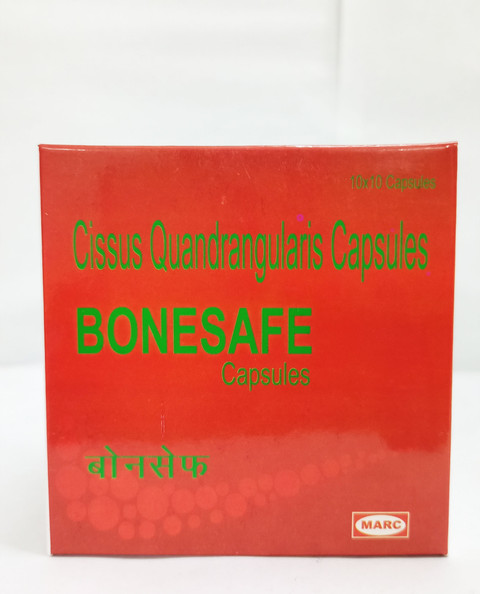 10x10 Capsules
Cissus Quandrangularis Capsules
BONESAFE
Capsules
बोनसेफ
MARC